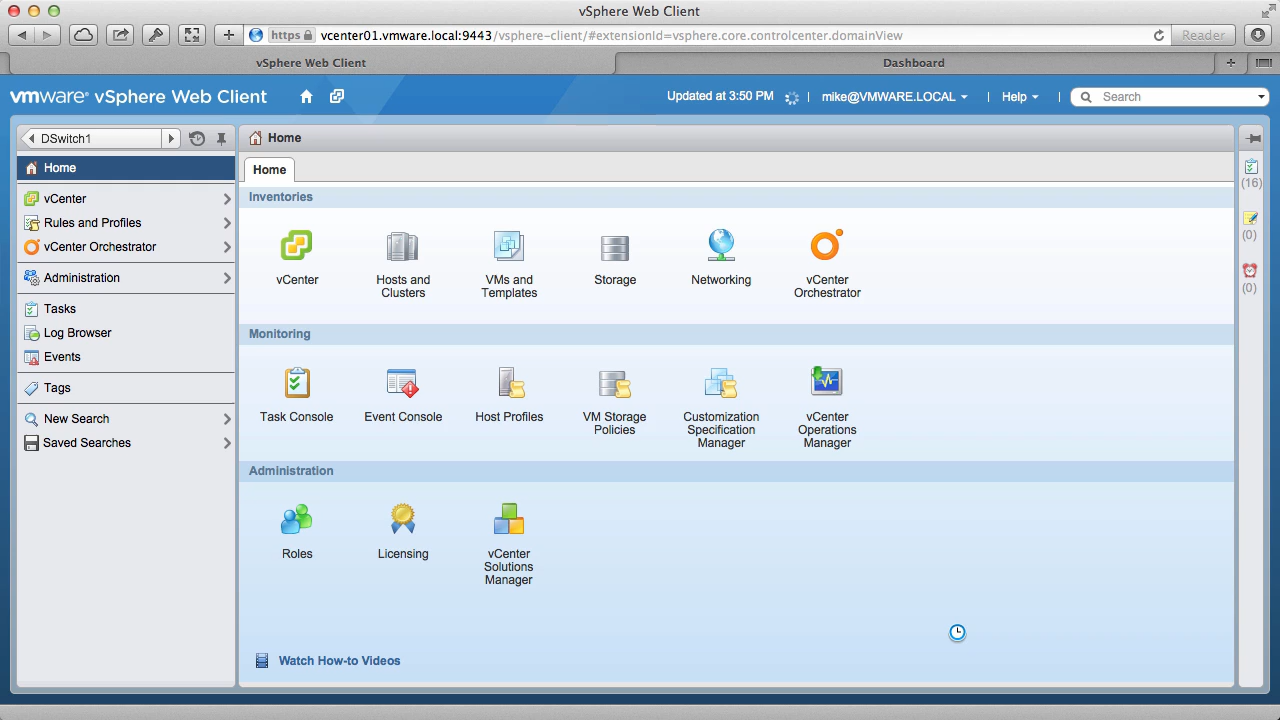 vSphere Web Client
https vcenter01.vmware.local:9443/vsphere-client/#extensionId=vsphere.core.controlcenter.domainView
Reader
vSphere Web Client
Dashboard
vmware® vSphere Web Client
Updated at 3:50 PM
mike@VMWARE.LOCAL
Help
Search
DSwitch1
Home
vCenter
Rules and Profiles
vCenter Orchestrator
Administration
Tasks
Log Browser
Events
Tags
New Search
Saved Searches
Home
Home
Inventories
vCenter
Hosts and
Clusters
VMs and
Templates
Storage
Networking
vCenter
Orchestrator
Monitoring
Task Console
Event Console
Host Profiles
VM Storage
Policies
Customization
Specification
Manager
vCenter
Operations
Manager
Administration
Roles
Licensing
vCenter
Solutions
Manager
Watch How-to Videos
(16)
(0)
(0)